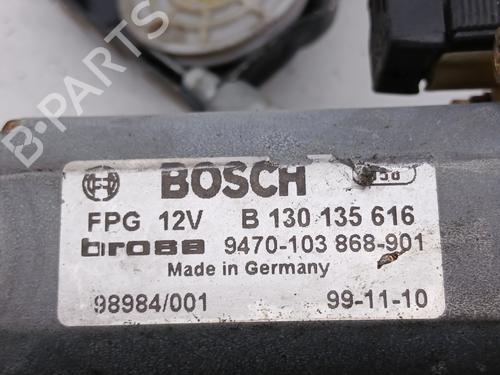 B-PARTS
BOSCH
FPG 12V B 130 135 616
brose 9470-103 868-901
Made in Germany
98984/001 99-11-10